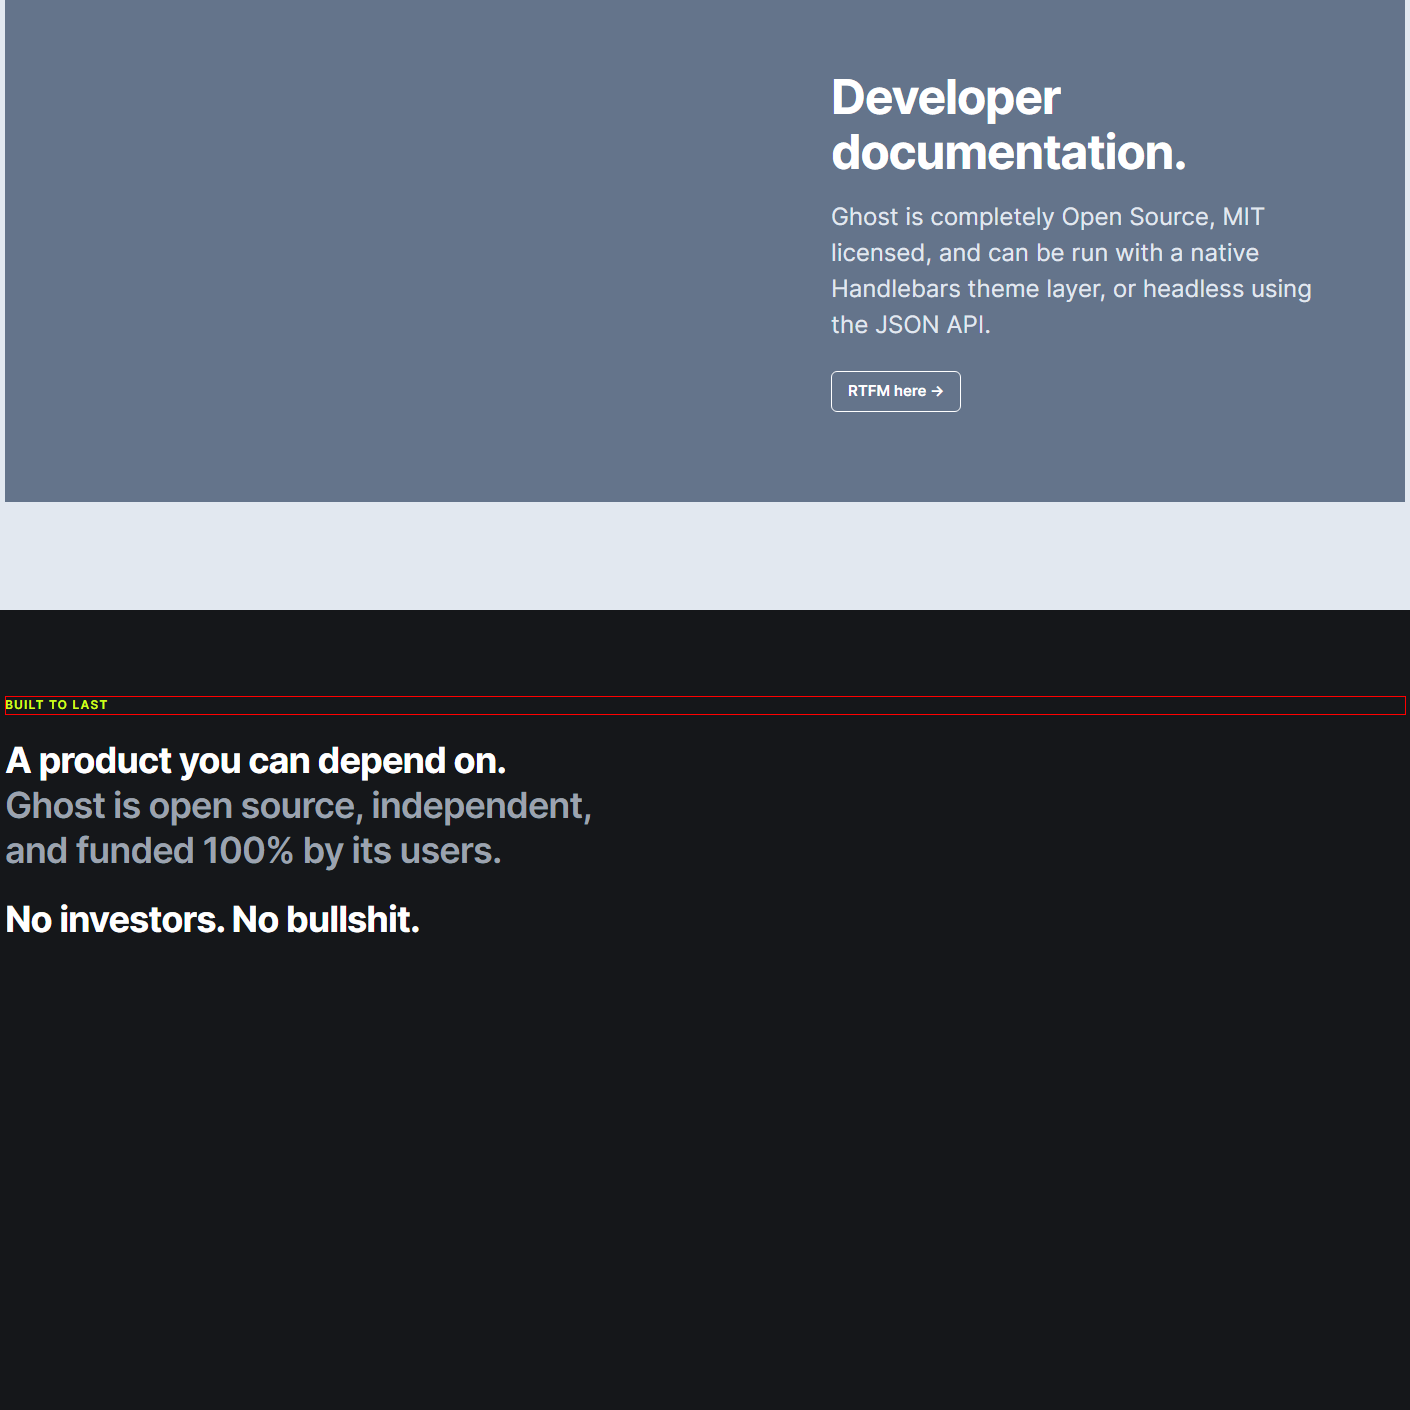 Developer
documentation.
Ghost is completely Open Source, MIT
licensed, and can be run with a native
Handlebars theme layer, or headless using
the JSON API.
RTFM here →
BUILT TO LAST
A product you can depend on.
Ghost is open source, independent,
and funded 100% by its users.
No investors. No bullshit.